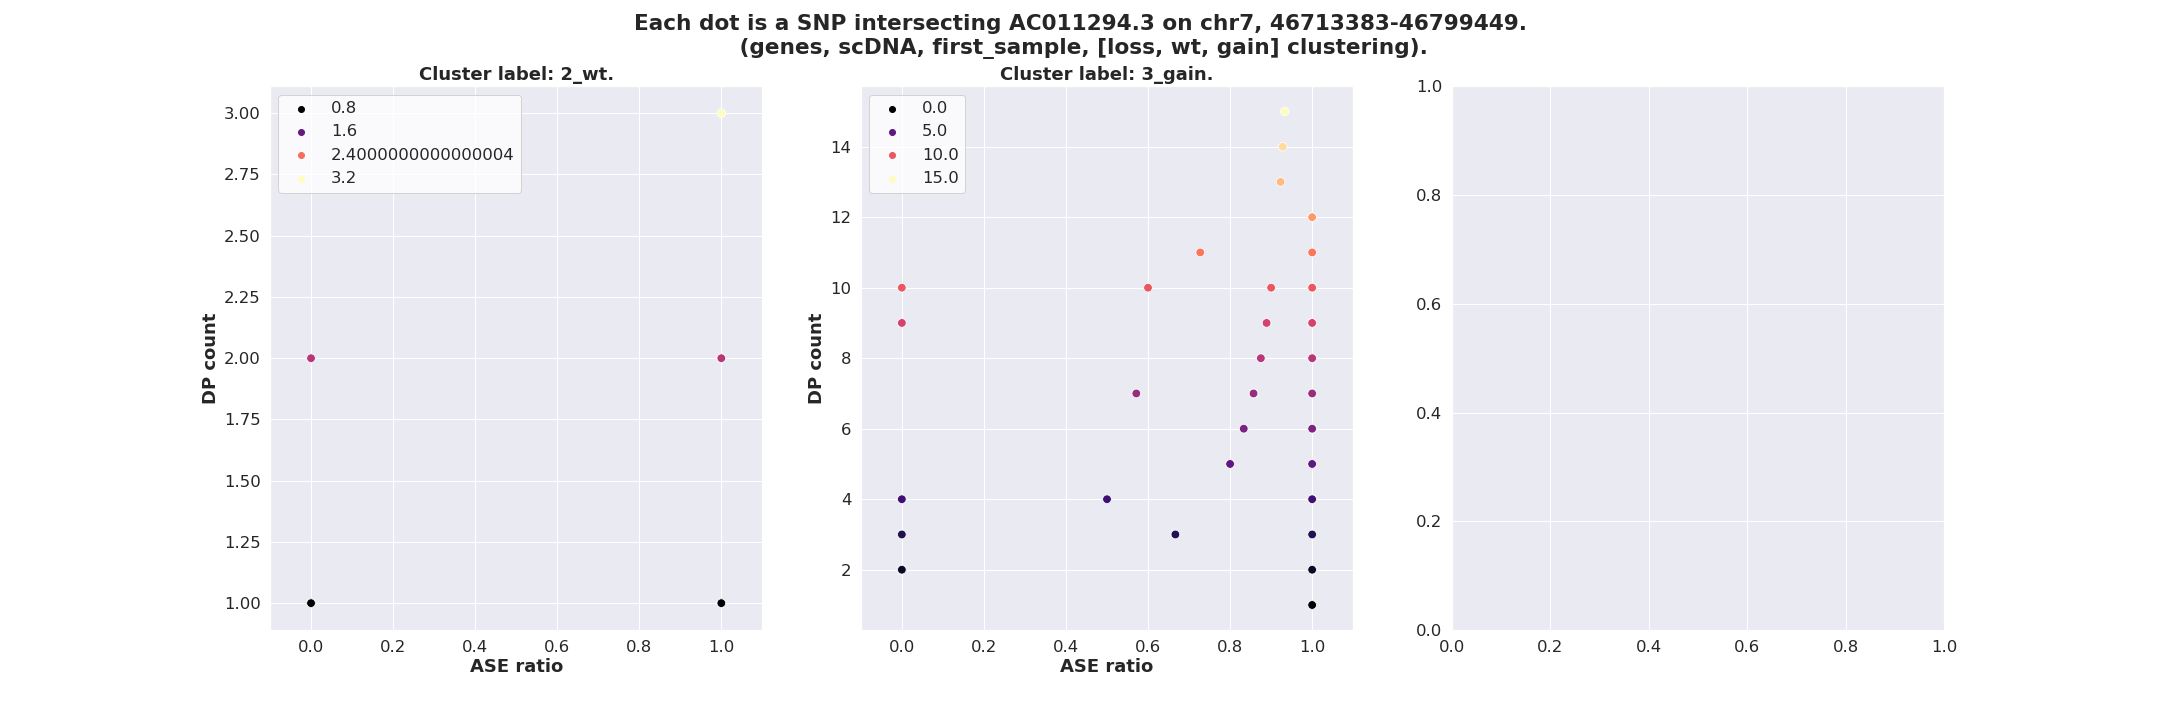 Each dot is a SNP intersecting AC011294.3 on chr7, 46713383-46799449.
(genes, scDNA, first_sample, [loss, wt, gain] clustering).
Cluster label: 2_wt.
3.00
2.75
2.50
2.25
2.00
1.75
1.50
1.25
1.00
DP count
0.8
1.6
2.4000000000000004
3.2
0.0 0.2 0.4 0.6 0.8 1.0
ASE ratio
Cluster label: 3_gain.
14
12
10
8
6
4
2
DP count
0.0
5.0
10.0
15.0
0.0 0.2 0.4 0.6 0.8 1.0
ASE ratio
1.0
0.8
0.6
0.4
0.2
0.0
0.0 0.2 0.4 0.6 0.8 1.0